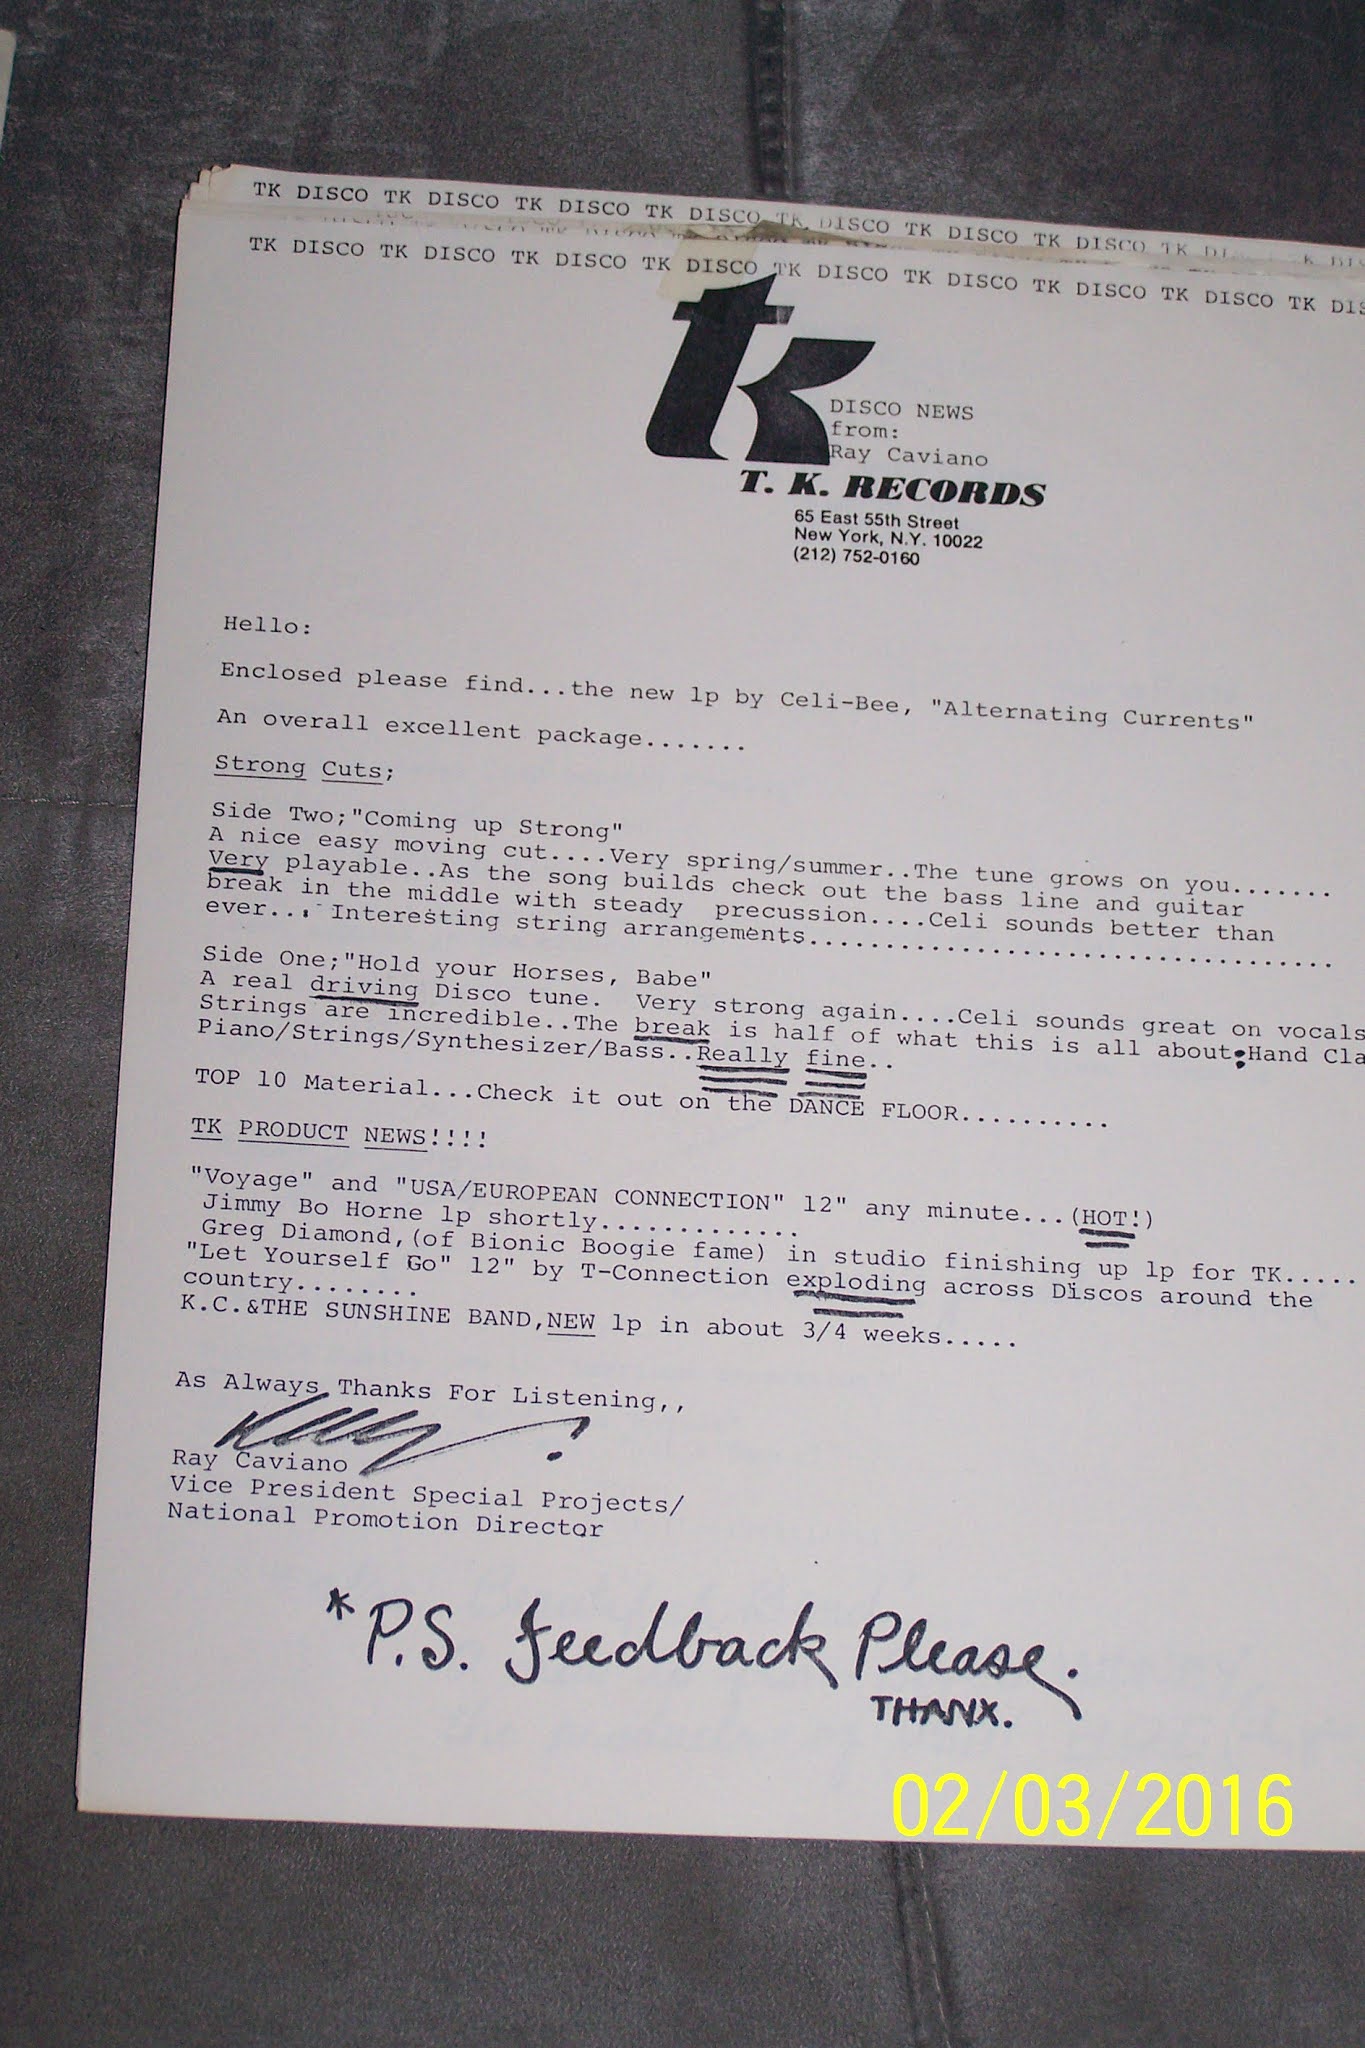 TK DISCO TK DISCO TK DISCO TK DISCO TK DISCO TK DISCO TK DISCO TK
TK DISCO TK DISCO TK DISCO TK DISCO TK DISCO TK DISCO TK DISCO TK DISCO TK DIS
tk
DISCO NEWS
from:
Ray Caviano
T. K. RECORDS
65 East 55th Street
New York, N.Y. 10022
(212) 752-0160
Hello:
Enclosed please find...the new lp by Celi-Bee, "Alternating Currents"
An overall excellent package.......
Strong Cuts;
Side Two;"Coming up Strong"
A nice easy moving cut....Very spring/summer..The tune grows on you.......
Very playable..As the song builds check out the bass line and guitar
break in the middle with steady precussion....Celi sounds better than
ever... Interesting string arrangements.....................................
Side One;"Hold your Horses, Babe"
A real driving Disco tune. Very strong again....Celi sounds great on vocals
Strings are incredible..The break is half of what this is all about:Hand Cla
Piano/Strings/Synthesizer/Bass..Really fine..
TOP 10 Material...Check it out on the DANCE FLOOR..........
TK PRODUCT NEWS!!!!
"Voyage" and "USA/EUROPEAN CONNECTION" 12" any minute...(HOT!)
Jimmy Bo Horne lp shortly.............
Greg Diamond,(of Bionic Boogie fame) in studio finishing up lp for TK.....
"Let Yourself Go" 12" by T-Connection exploding across Discos around the
country........
K.C.&THE SUNSHINE BAND,NEW lp in about 3/4 weeks.....
As Always Thanks For Listening,,
Ray
Ray Caviano
Vice President Special Projects/
National Promotion Director
*P.S. Feedback Please.
THANX.
02/03/2016